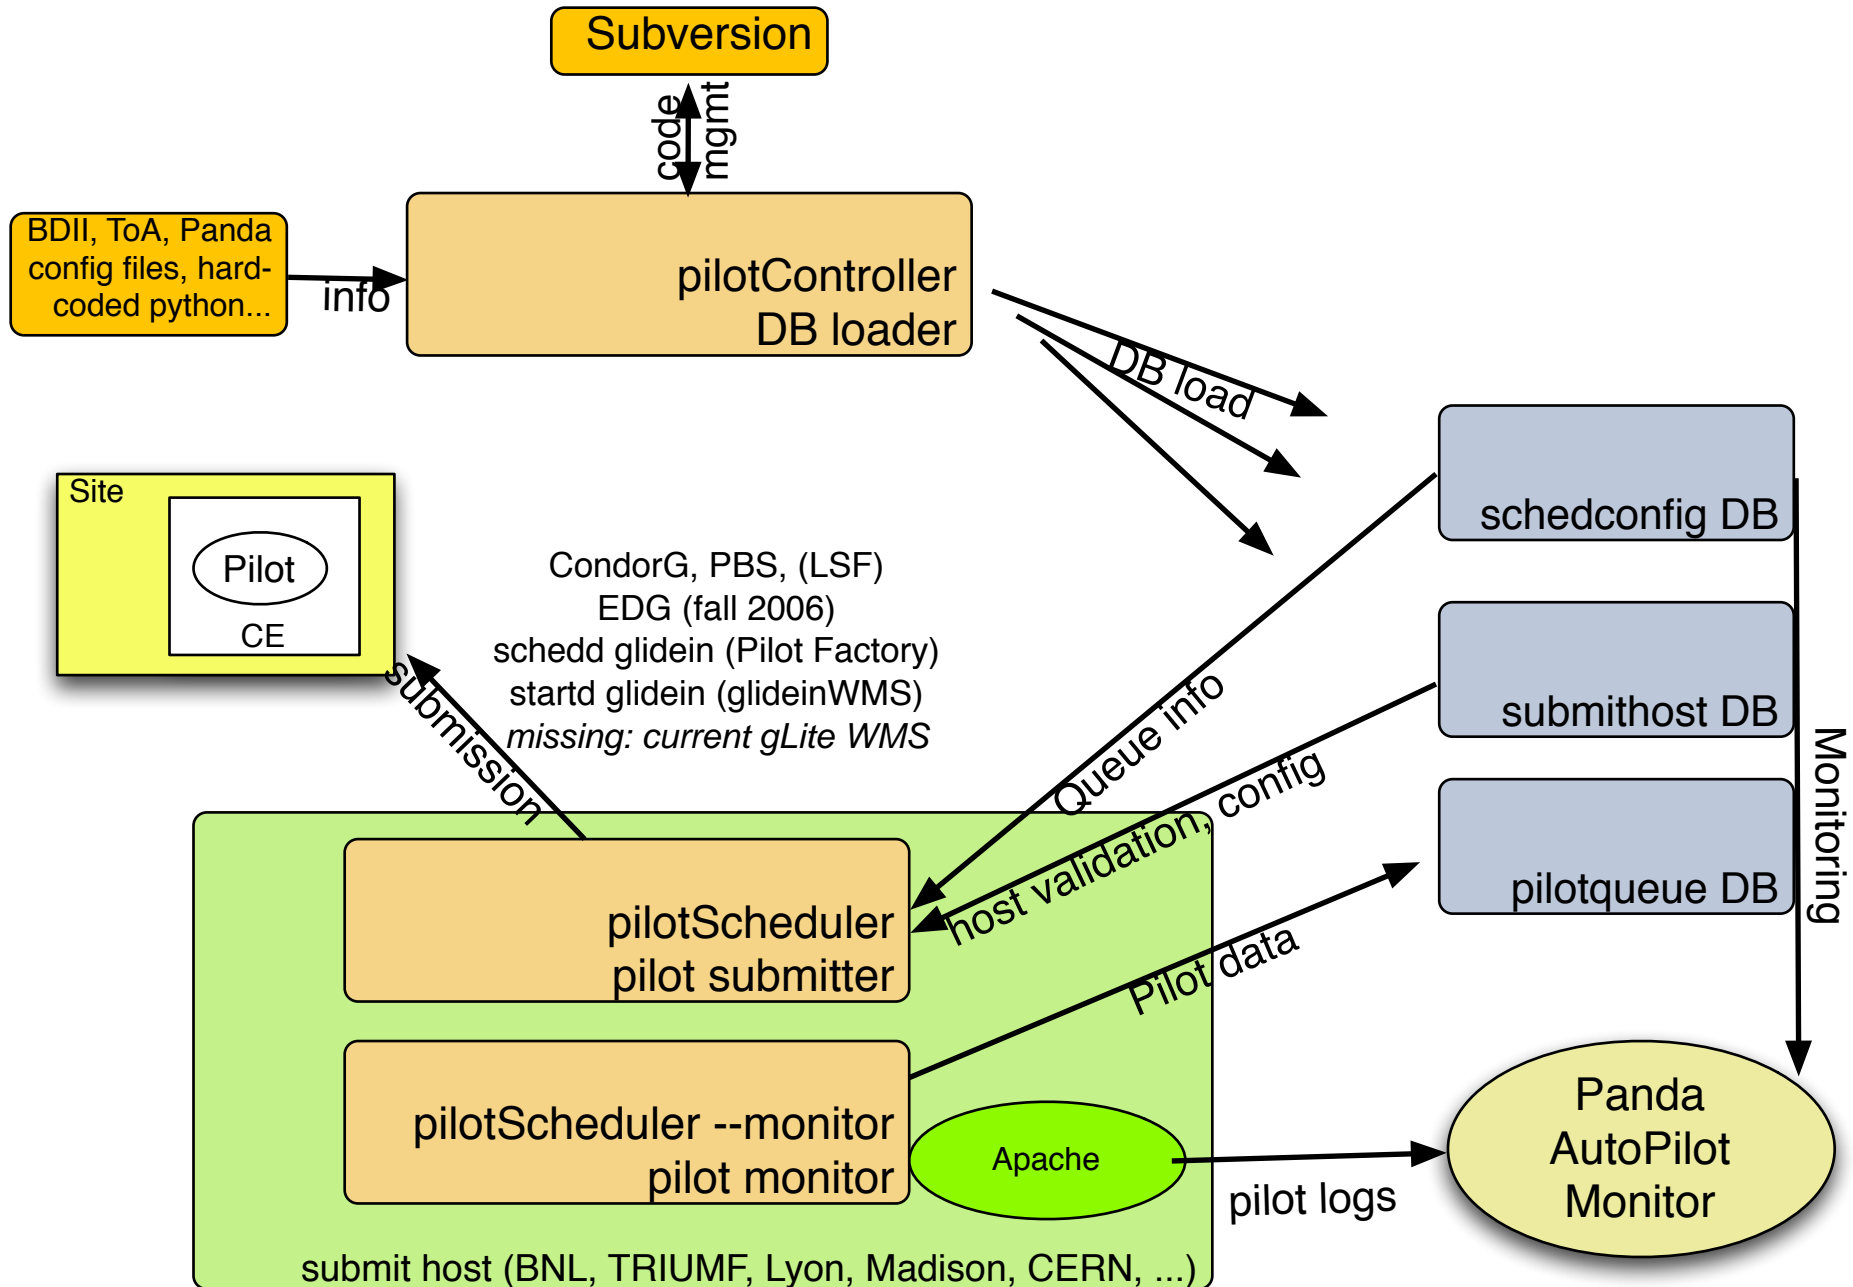 Subversion
code
mgmt
BDII, ToA, Panda
config files, hard-
coded python...
info
pilotController
DB loader
DB load
Site
Pilot
CE
CondorG, PBS, (LSF)
EDG (fall 2006)
schedd glidein (Pilot Factory)
startd glidein (glideinWMS)
missing: current gLite WMS
submission
schedconfig DB
submithost DB
pilotqueue DB
Queue info
host validation, config
Pilot data
Monitoring
pilotScheduler
pilot submitter
pilotScheduler --monitor
pilot monitor
Apache
pilot logs
Panda
AutoPilot
Monitor
submit host (BNL, TRIUMF, Lyon, Madison, CERN, ...)